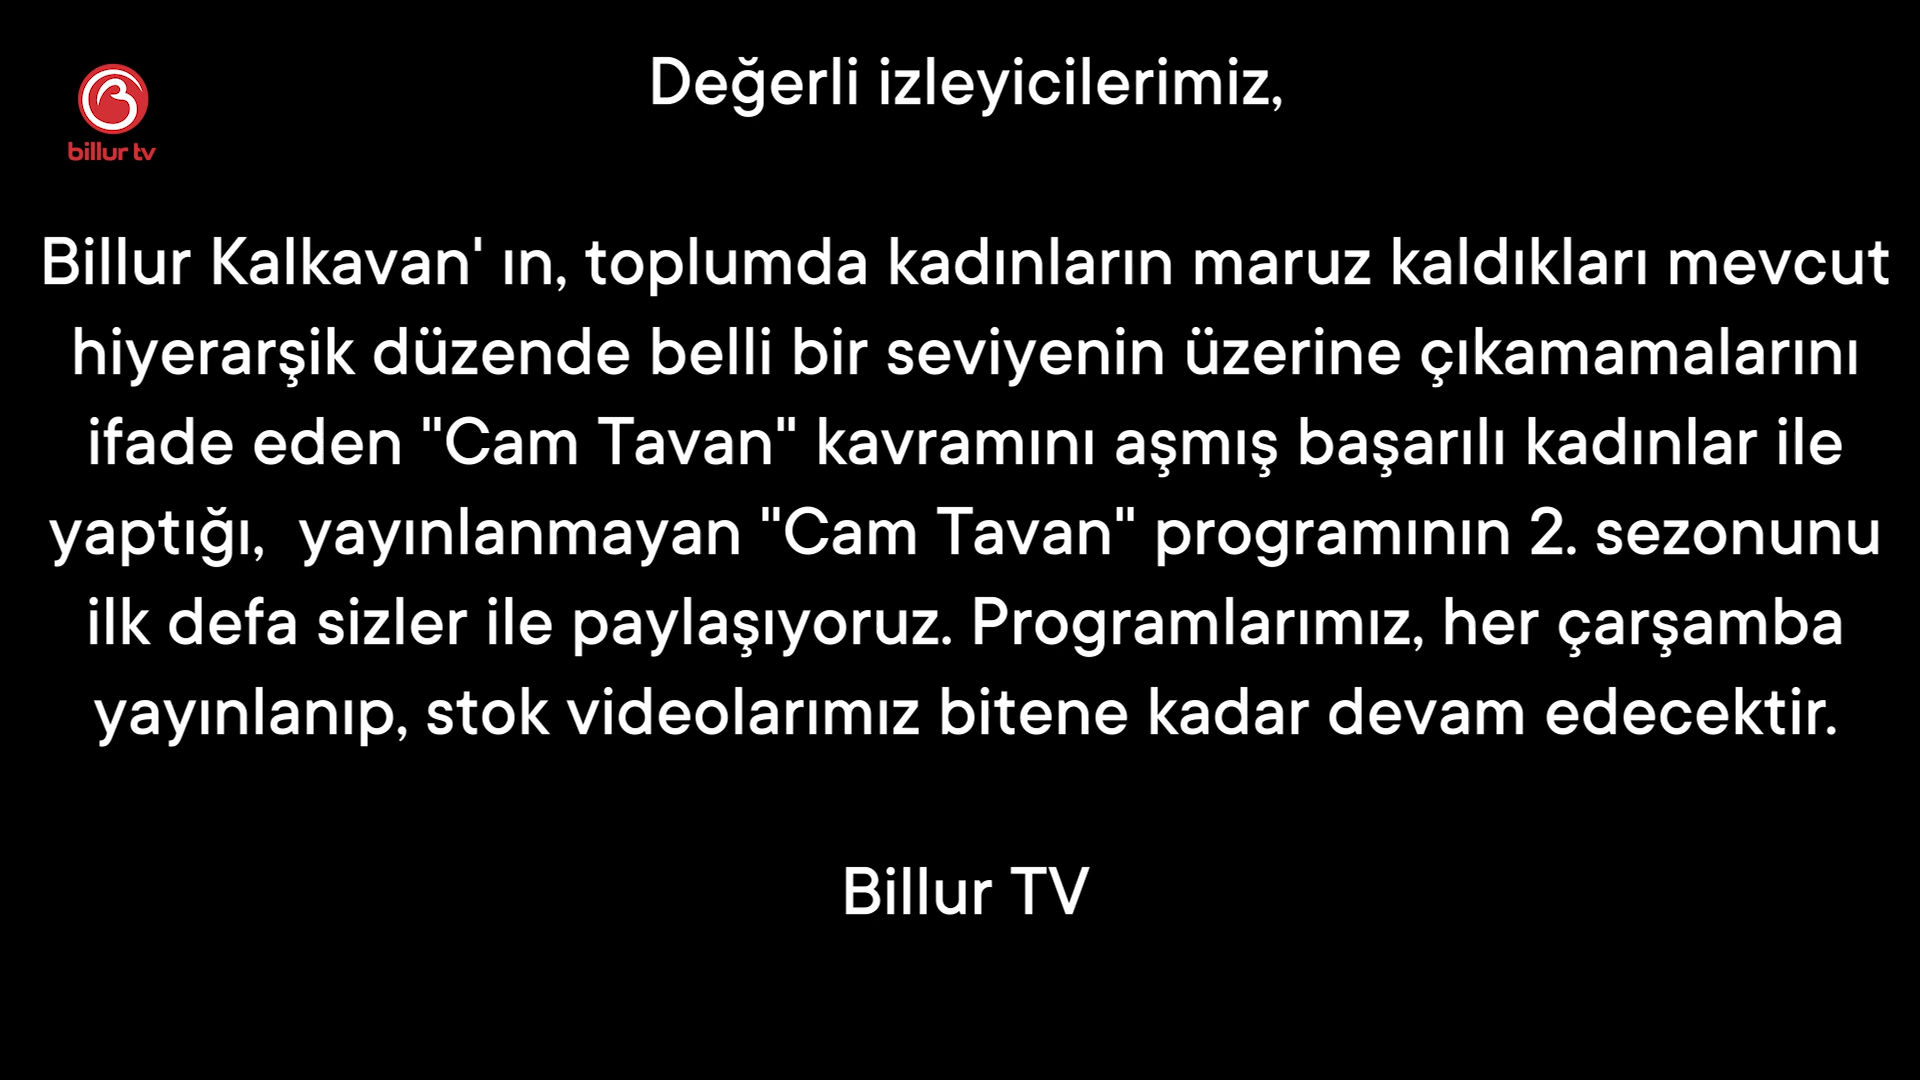 Değerli izleyicilerimiz,
billur tv
Billur Kalkavan' ın, toplumda kadınların maruz kaldıkları mevcut
hiyerarşik düzende belli bir seviyenin üzerine çıkamamalarını
ifade eden "Cam Tavan" kavramını aşmış başarılı kadınlar ile
yaptığı,  yayınlanmayan "Cam Tavan" programının 2. sezonunu
ilk defa sizler ile paylaşıyoruz. Programlarımız, her çarşamba
yayınlanıp, stok videolarımız bitene kadar devam edecektir.
Billur TV